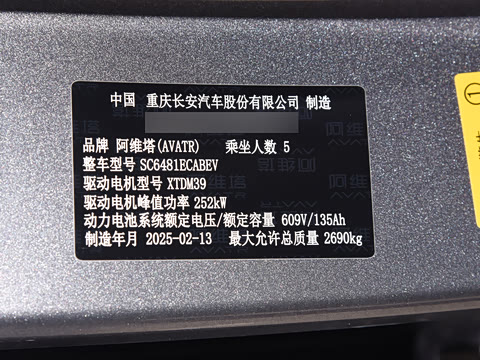 中国 重庆长安汽车股份有限公司 制造
品牌 阿维塔(AVATR) 乘坐人数 5
整车型号 SC6481ECABEV
驱动电机型号 XTDM39
驱动电机峰值功率 252kW
动力电池系统额定电压/额定容量 609V/135Ah
制造年月 2025-02-13 最大允许总质量 2690kg